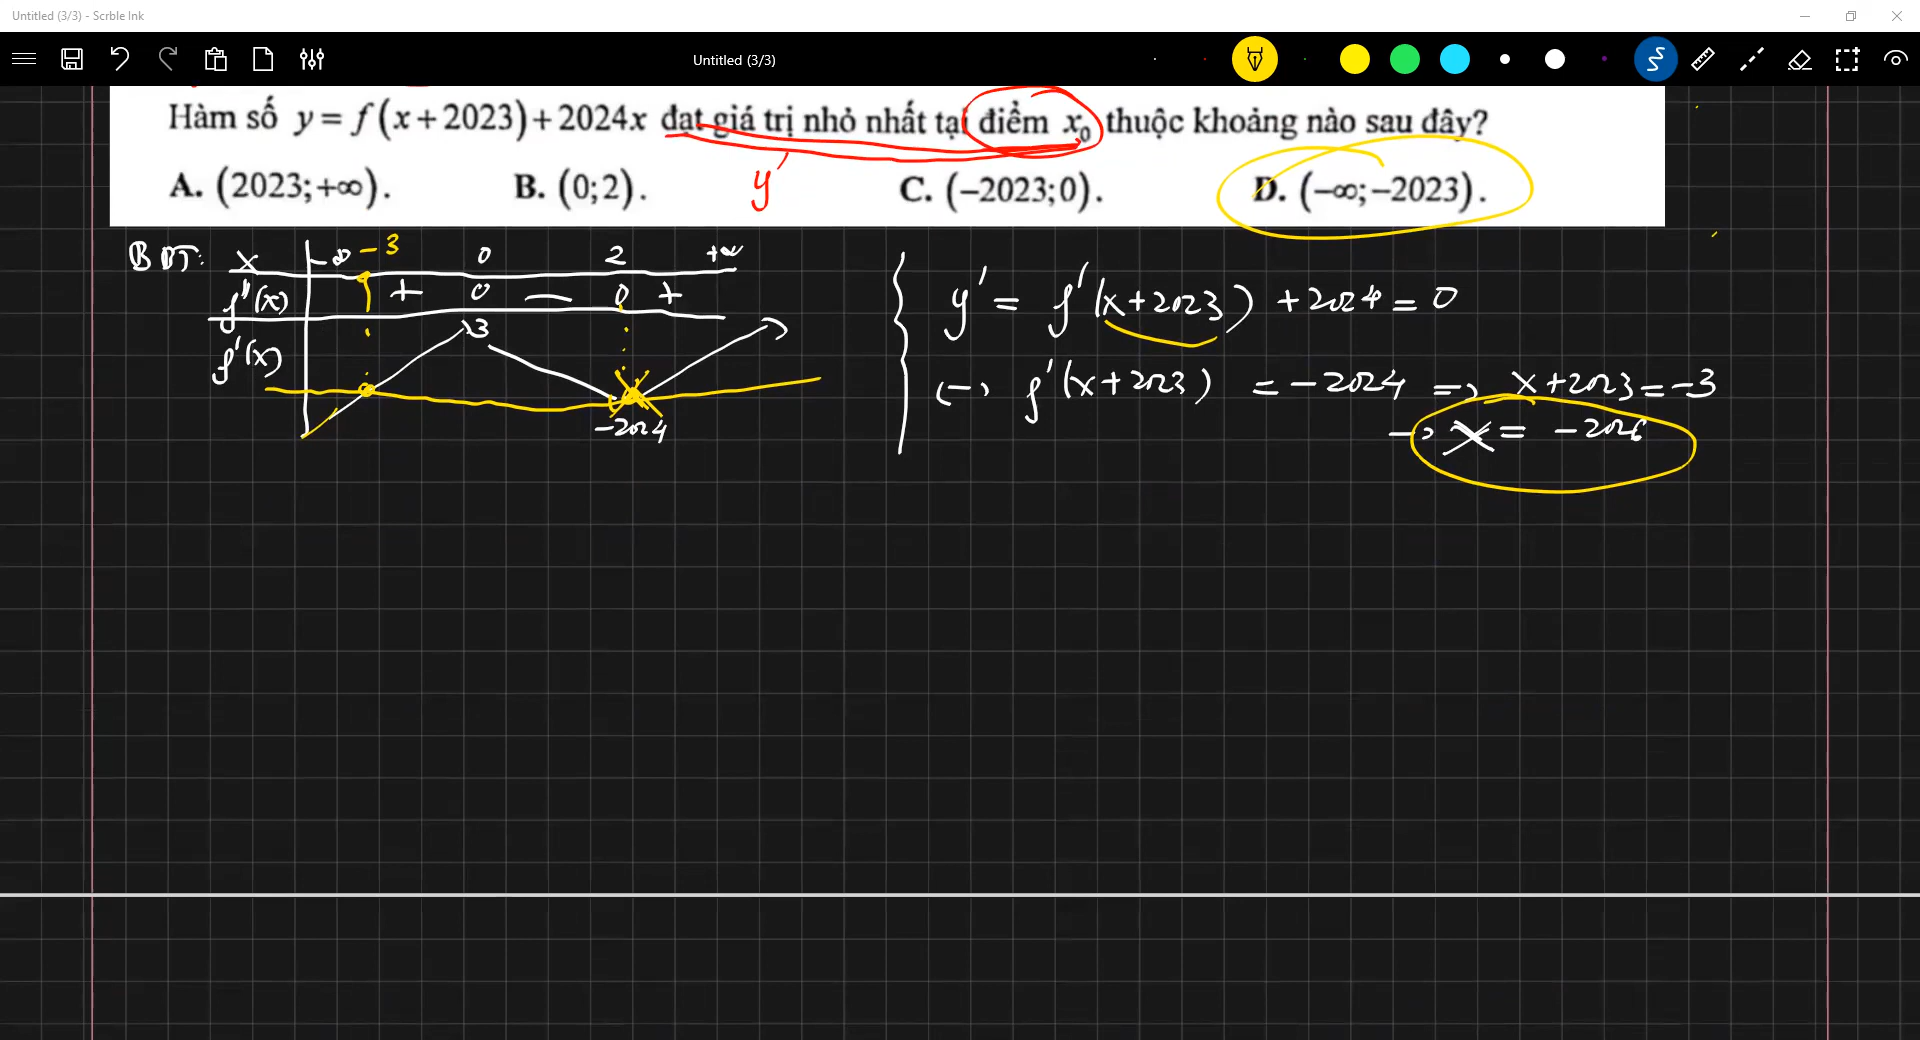 Untitled (3/3) - Scrble Ink
Untitled (3/3)
Hàm số y = f(x+2023)+2024x đạt giá trị nhỏ nhất tại điểm x₀ thuộc khoảng nào sau đây?
A. (2023;+∞). B. (0;2). C. (−2023;0). D. (−∞;−2023).
y'
BBT: x -∞ -3 0 2 +∞
f''(x) + 0 — 0 +
f'(x) 3
-2024
y' = f'(x+2023) + 2024 = 0
(-) f'(x+2023) = -2024 => x+2023 = -3
-> x = -2026